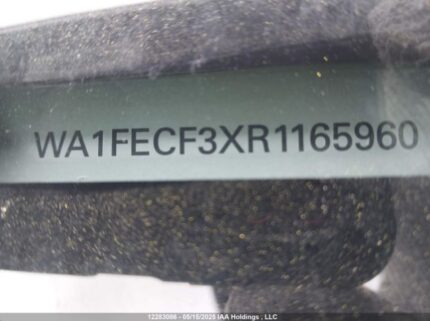 WA1FECF3XR1165960
12283086 - 05/15/2025 IAA Holdings , LLC